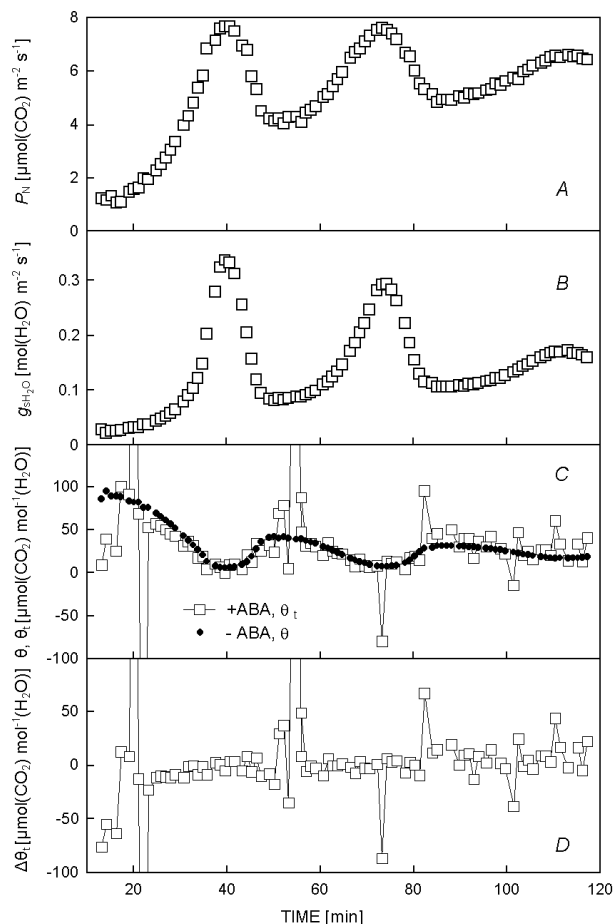 8
6
4
2
0
P_N [µmol(CO₂) m⁻² s⁻¹]
A
0.3
0.2
0.1
0
g_sH₂O [mol(H₂O) m⁻² s⁻¹]
B
100
50
0
-50
-100
θ, θ_t [µmol(CO₂) mol⁻¹(H₂O)]
C
+ABA, θ_t
- ABA, θ
50
0
-50
-100
Δθ_t [µmol(CO₂) mol⁻¹(H₂O)]
D
20 40 60 80 100 120
TIME [min]